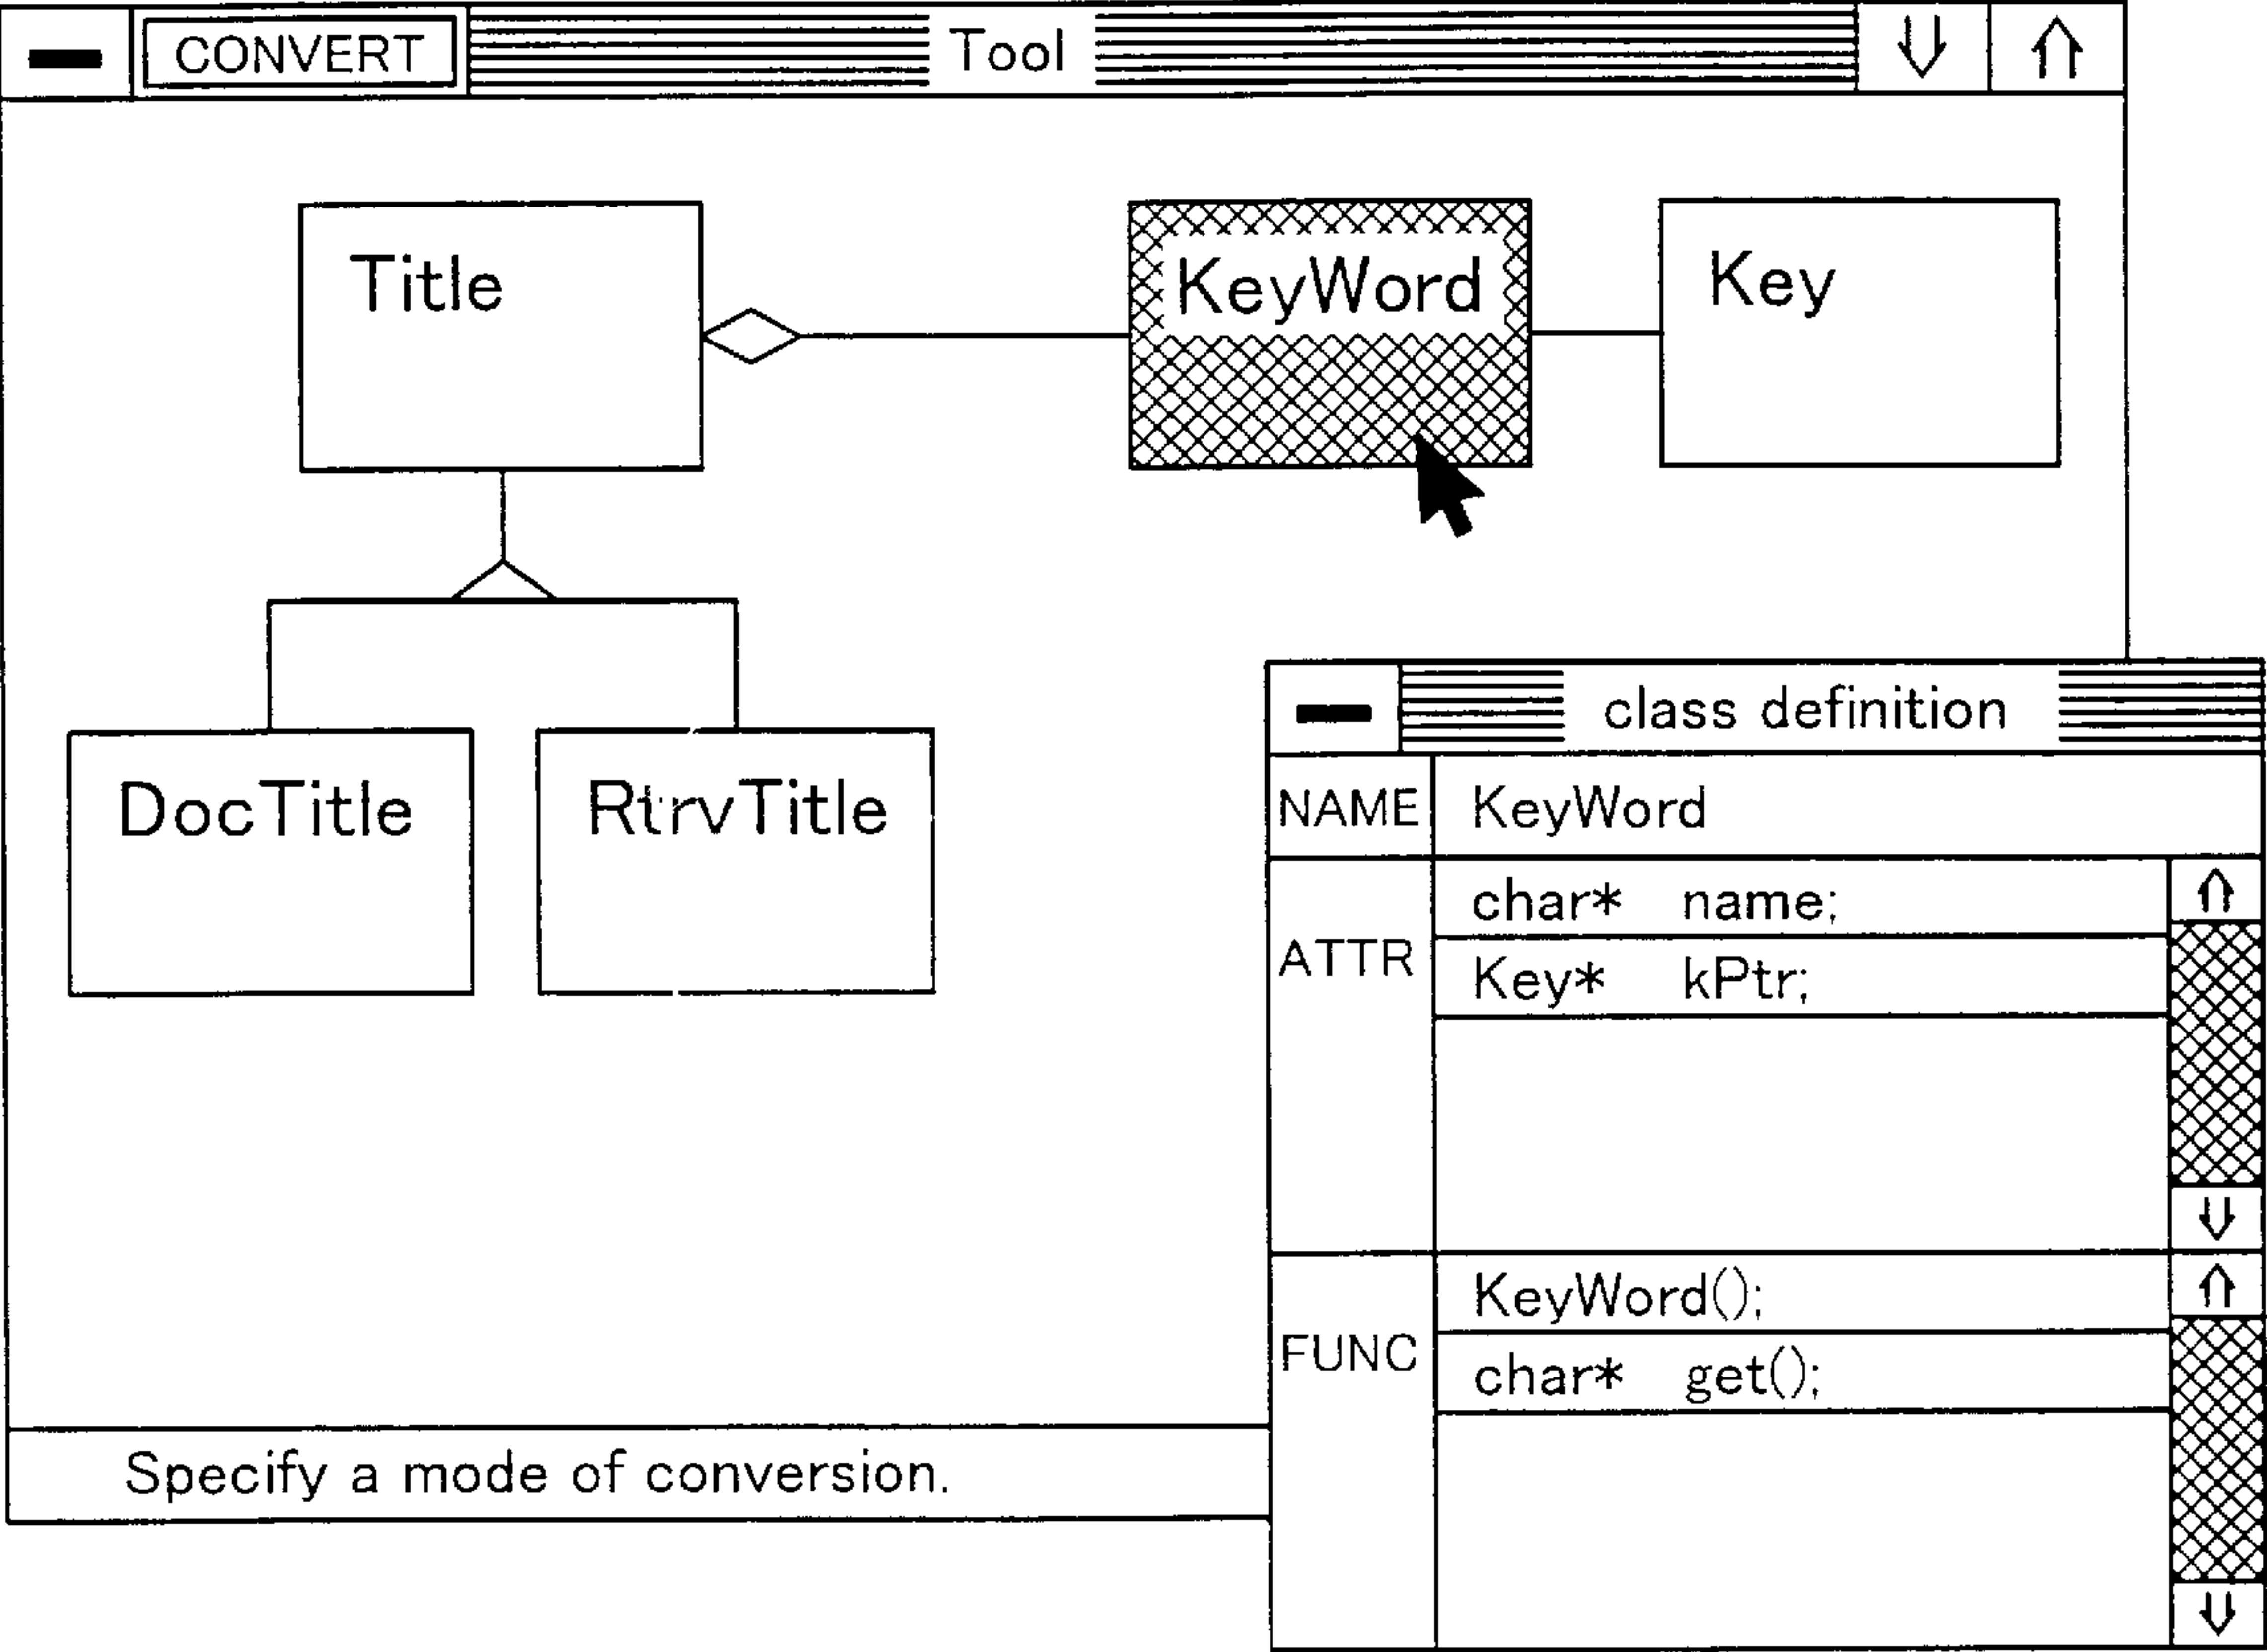 CONVERT Tool
Title KeyWord Key
DocTitle RtrvTitle
class definition
NAME KeyWord
ATTR
char* name;
Key* kPtr;
FUNC
KeyWord();
char* get();
Specify a mode of conversion.